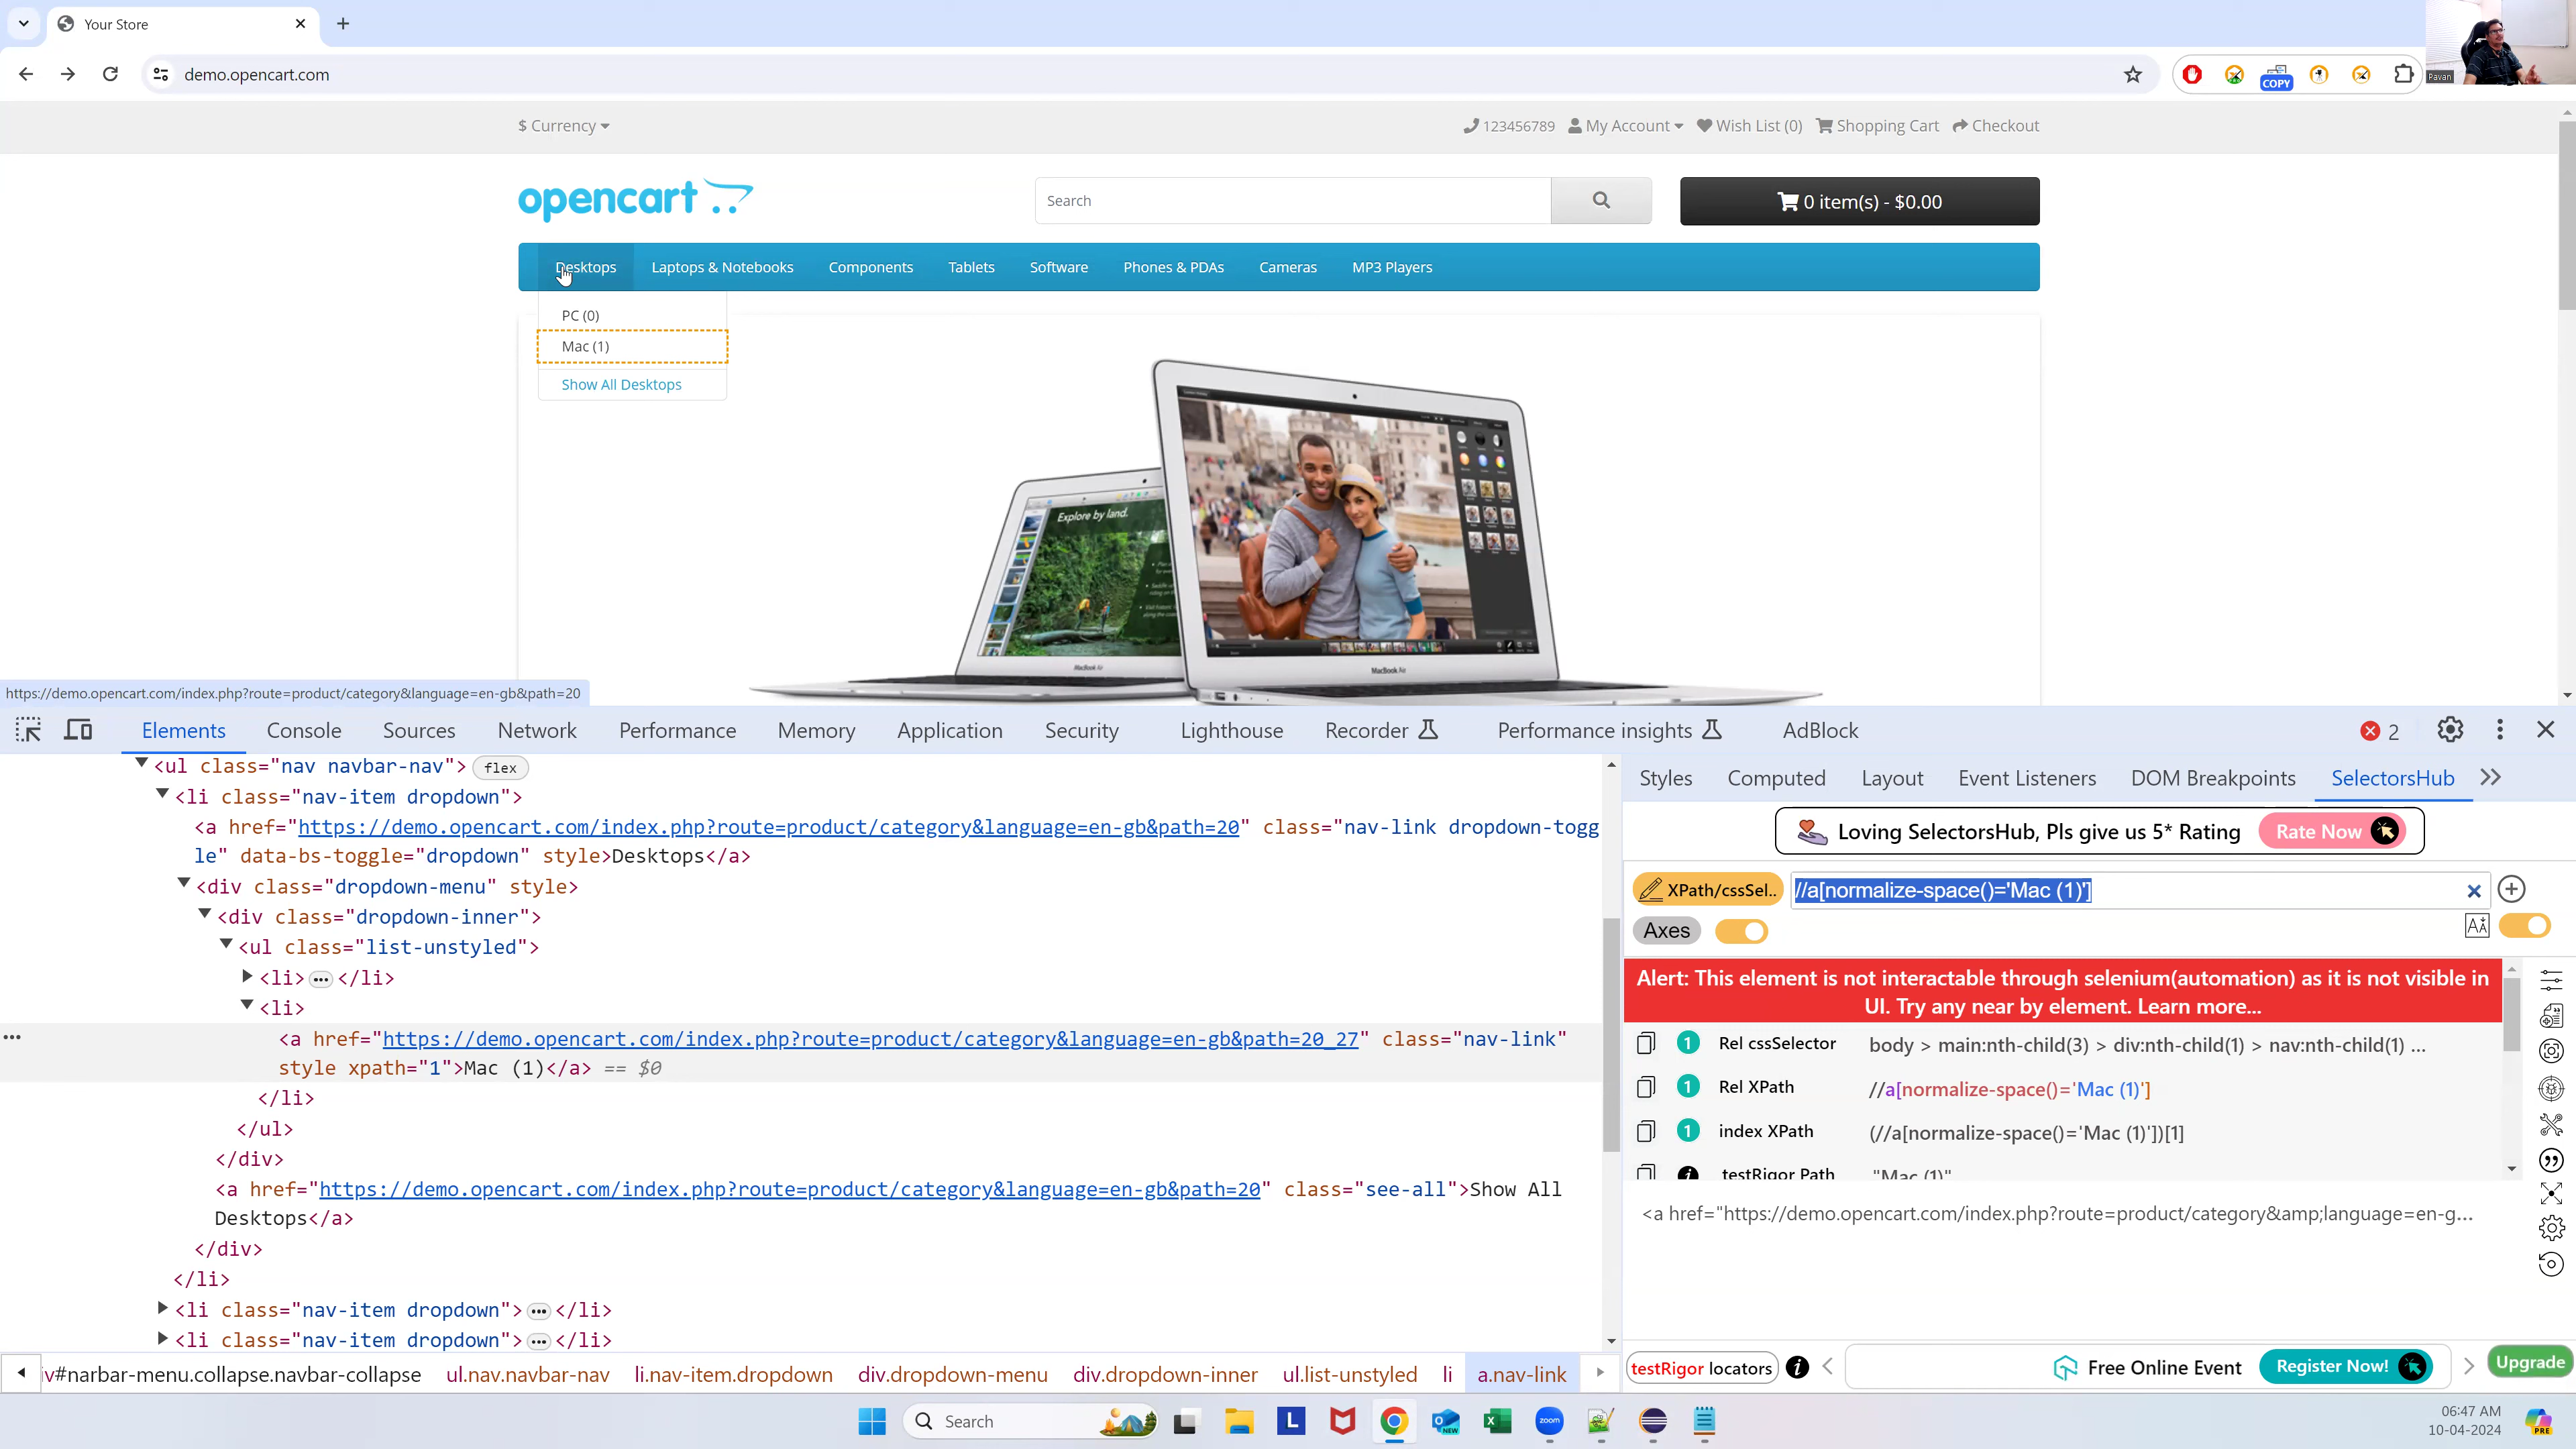 Your Store
demo.opencart.com
COPY
Pavan
$ Currency
123456789 My Account Wish List (0) Shopping Cart Checkout
opencart
Search
0 item(s) - $0.00
Desktops Laptops & Notebooks Components Tablets Software Phones & PDAs Cameras MP3 Players
PC (0)
Mac (1)
Show All Desktops
Explore by land.
MacBook Air
MacBook Air
https://demo.opencart.com/index.php?route=product/category&language=en-gb&path=20
Elements Console Sources Network Performance Memory Application Security Lighthouse Recorder Performance insights AdBlock 2
<ul class="nav navbar-nav"> flex
<li class="nav-item dropdown">
<a href="https://demo.opencart.com/index.php?route=product/category&language=en-gb&path=20" class="nav-link dropdown-togg
le" data-bs-toggle="dropdown" style>Desktops</a>
<div class="dropdown-menu" style>
<div class="dropdown-inner">
<ul class="list-unstyled">
<li>…</li>
<li>
<a href="https://demo.opencart.com/index.php?route=product/category&language=en-gb&path=20_27" class="nav-link"
style xpath="1">Mac (1)</a> == $0
</li>
</ul>
</div>
<a href="https://demo.opencart.com/index.php?route=product/category&language=en-gb&path=20" class="see-all">Show All
Desktops</a>
</div>
</li>
<li class="nav-item dropdown">…</li>
<li class="nav-item dropdown">…</li>
iv#narbar-menu.collapse.navbar-collapse ul.nav.navbar-nav li.nav-item.dropdown div.dropdown-menu div.dropdown-inner ul.list-unstyled li a.nav-link
Styles Computed Layout Event Listeners DOM Breakpoints SelectorsHub
Loving SelectorsHub, Pls give us 5* Rating Rate Now
XPath/cssSel.. //a[normalize-space()='Mac (1)']
Axes
Alert: This element is not interactable through selenium(automation) as it is not visible in
UI. Try any near by element. Learn more...
1 Rel cssSelector body > main:nth-child(3) > div:nth-child(1) > nav:nth-child(1) ...
1 Rel XPath //a[normalize-space()='Mac (1)']
1 index XPath (//a[normalize-space()='Mac (1)'])[1]
testRigor Path "Mac (1)"
<a href="https://demo.opencart.com/index.php?route=product/category&amp;language=en-g...
testRigor locators Free Online Event Register Now! Upgrade
Search
L
NEW
zoom
06:47 AM
10-04-2024
PRE